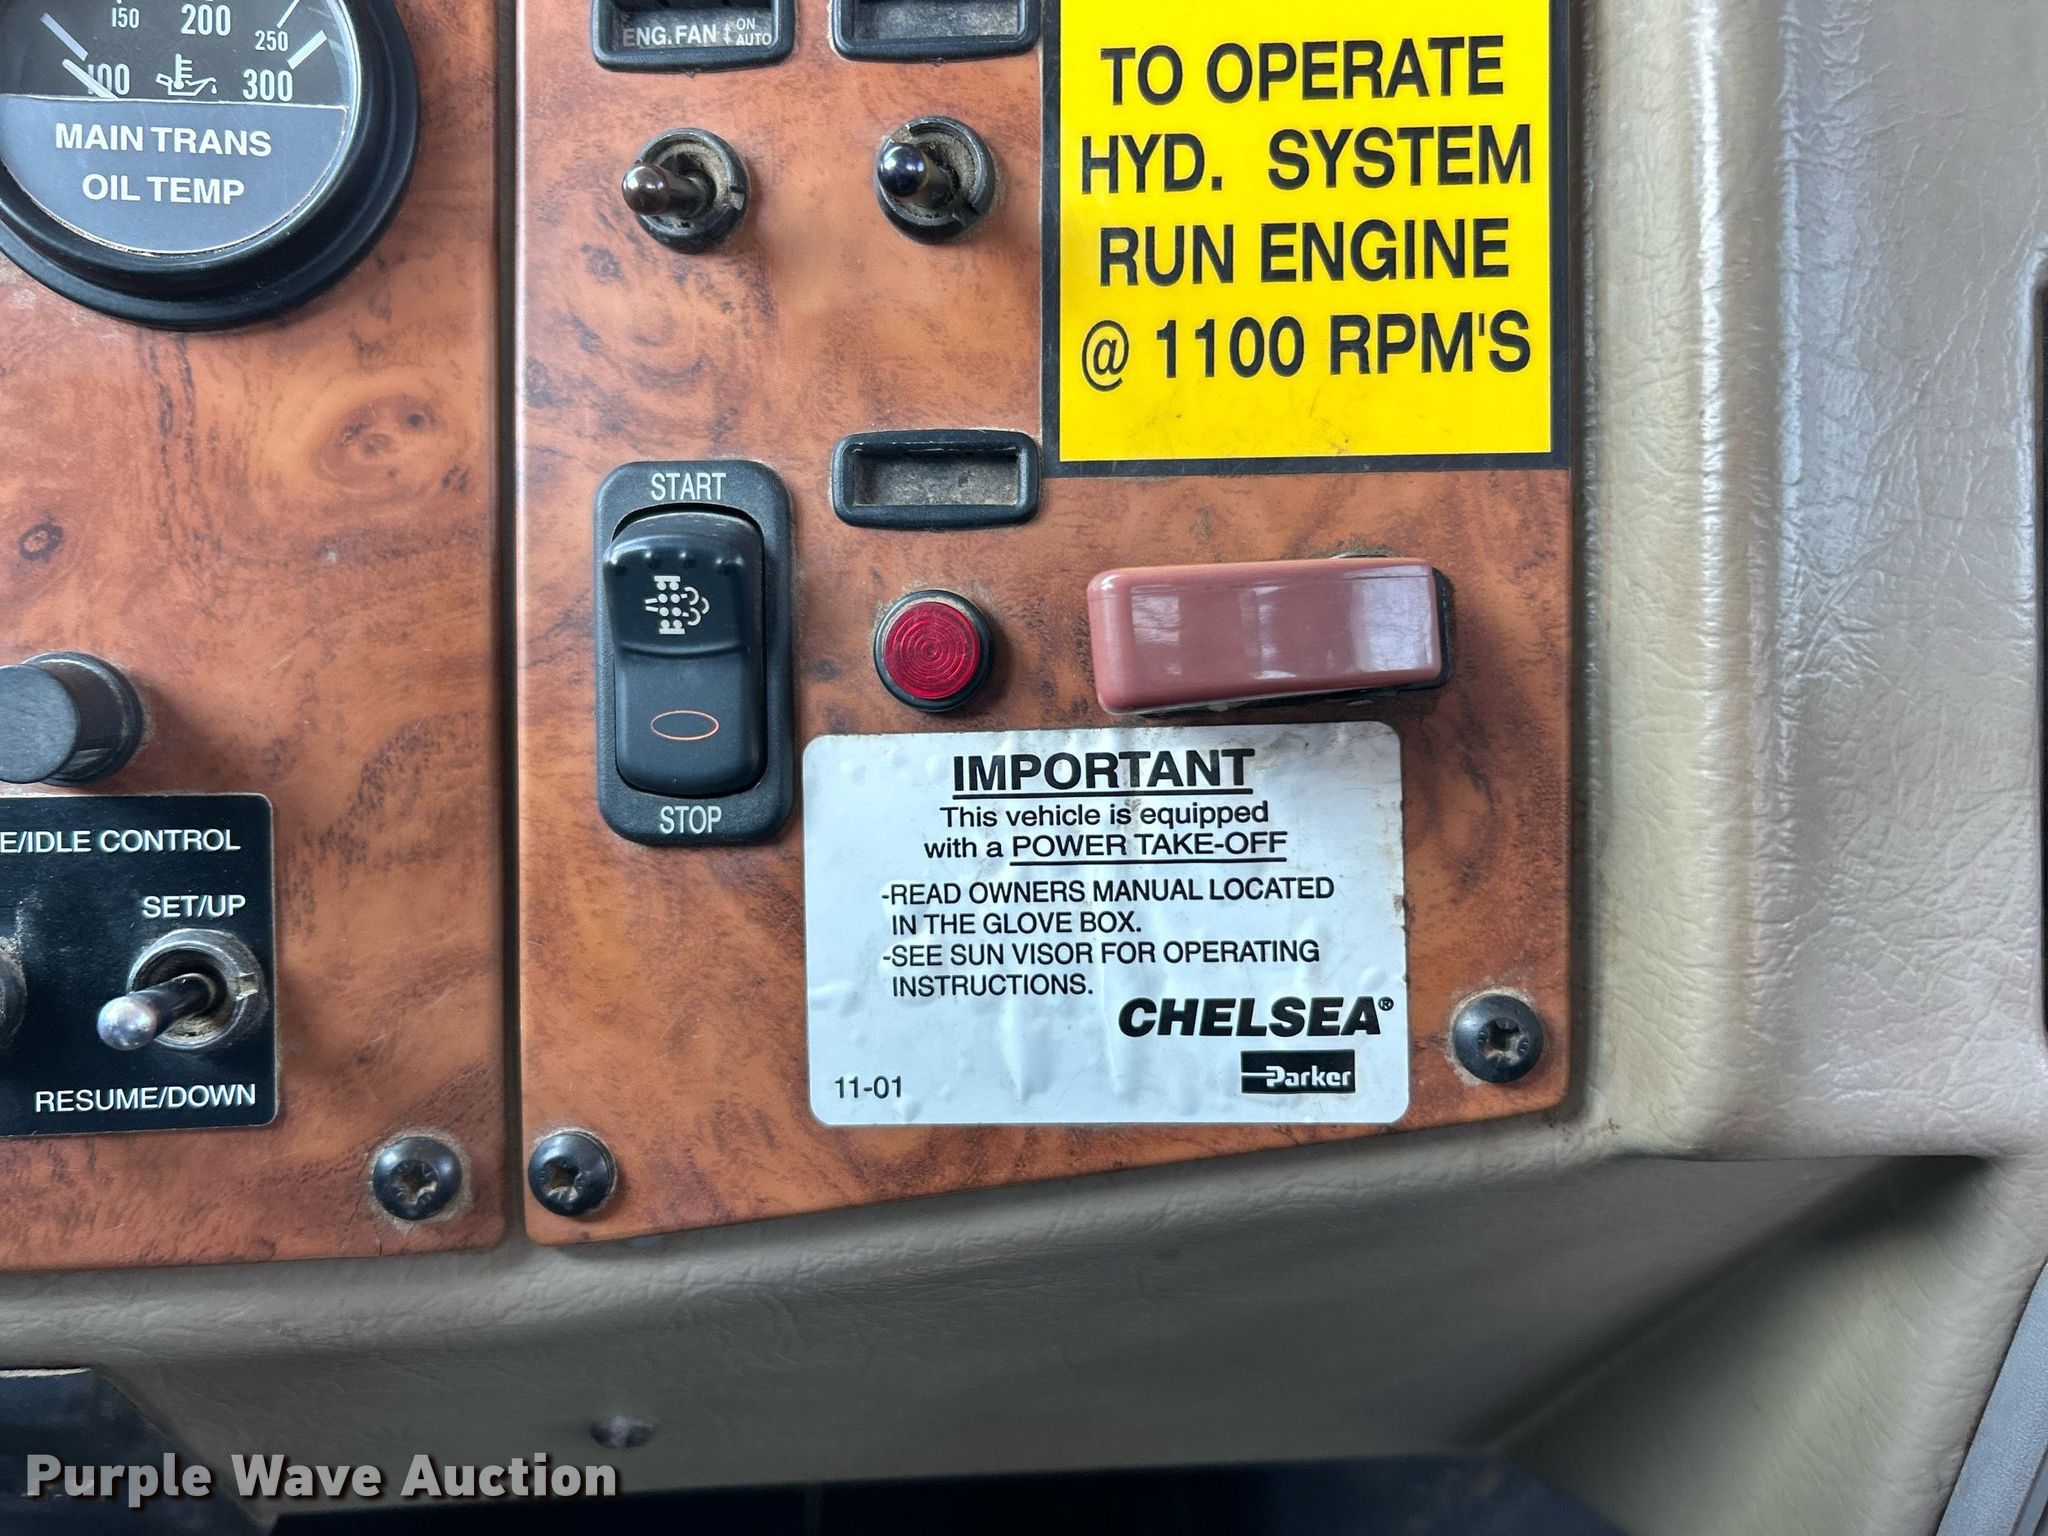 150
200
250
100
300
MAIN TRANS
OIL TEMP
ENG.FAN ON
AUTO
TO OPERATE
HYD. SYSTEM
RUN ENGINE
@ 1100 RPM'S
START
STOP
E/IDLE CONTROL
SET/UP
RESUME/DOWN
IMPORTANT
This vehicle is equipped
with a POWER TAKE-OFF
-READ OWNERS MANUAL LOCATED
IN THE GLOVE BOX.
-SEE SUN VISOR FOR OPERATING
INSTRUCTIONS.
CHELSEA®
Parker
11-01
Purple Wave Auction